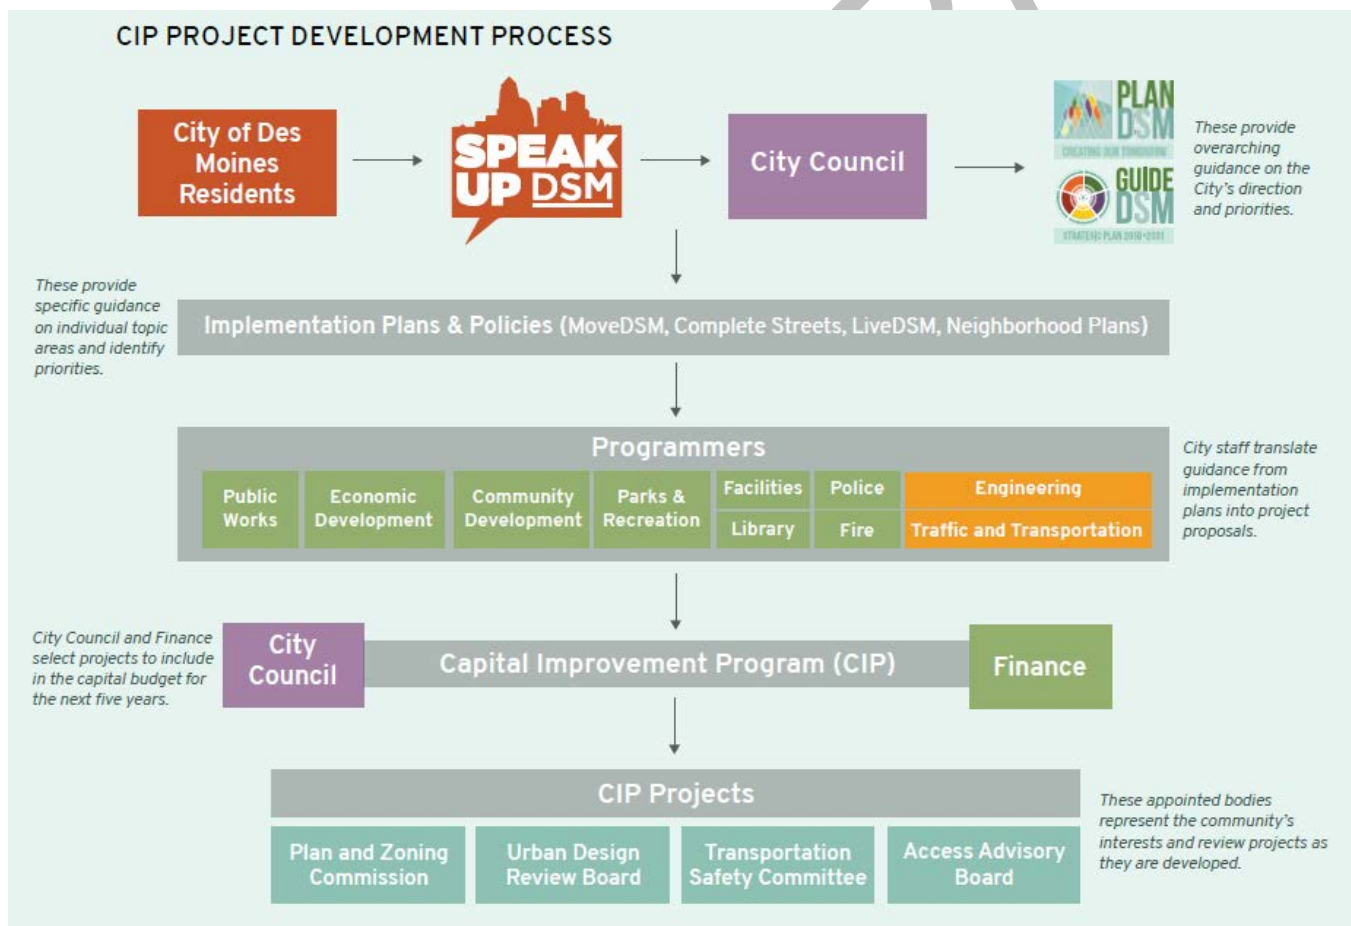 CIP PROJECT DEVELOPMENT PROCESS
City of Des
Moines
Residents
SPEAK
UP DSM
City Council
PLAN
DSM
CREATING OUR TOMORROW
GUIDE
DSM
STRATEGIC PLAN
These provide
overarching
guidance on the
City's direction
and priorities.
These provide
specific guidance
on individual topic
areas and identify
priorities.
Implementation Plans & Policies (MoveDSM, Complete Streets, LiveDSM, Neighborhood Plans)
Programmers
Public
Works
Economic
Development
Community
Development
Parks &
Recreation
Facilities
Library
Police
Fire
Engineering
Traffic and Transportation
City staff translate
guidance from
implementation
plans into project
proposals.
City Council and Finance
select projects to include
in the capital budget for
the next five years.
City
Council
Capital Improvement Program (CIP)
Finance
CIP Projects
Plan and Zoning
Commission
Urban Design
Review Board
Transportation
Safety Committee
Access Advisory
Board
These appointed bodies
represent the community's
interests and review projects as
they are developed.